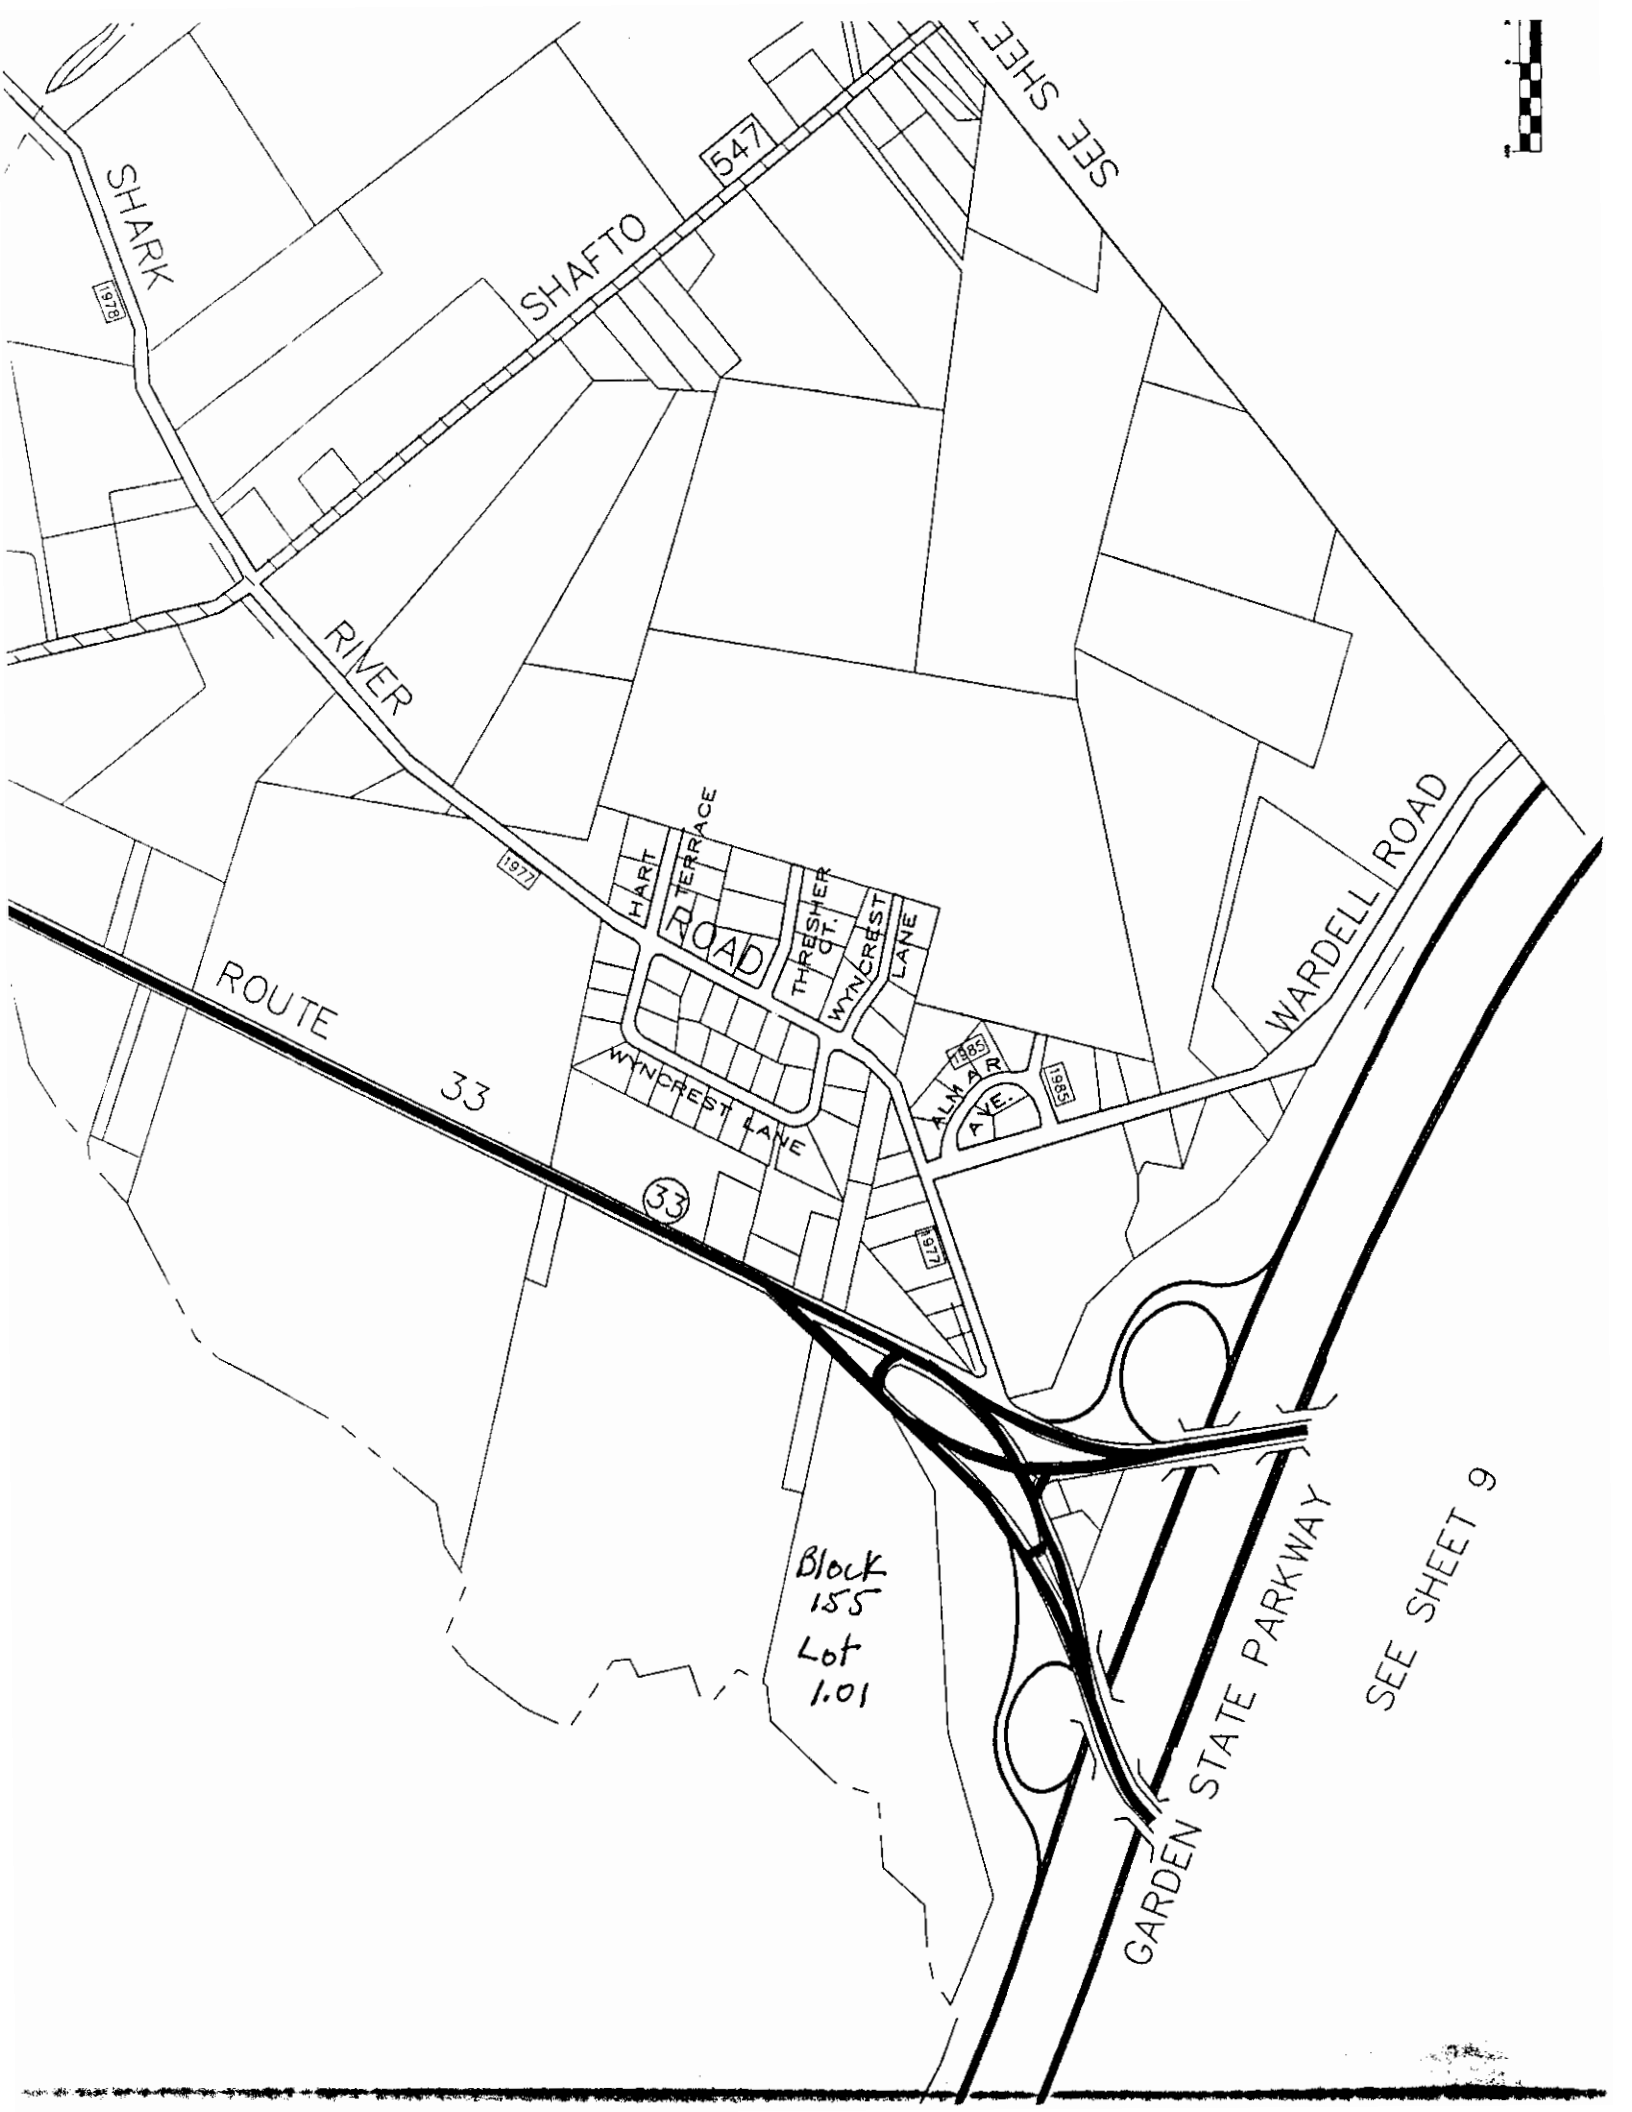 SEE SHEET
547
SHARK
1978
SHAFTO
RIVER
HART
TERRACE
1977
ROAD
THRESHER
CT.
WYNCREST
LANE
WARDELL ROAD
ROUTE
33
1985
ALMAR
AVE.
1985
WYNCREST LANE
33
1977
Block
155
Lot
1.01
GARDEN STATE PARKWAY
SEE SHEET 9